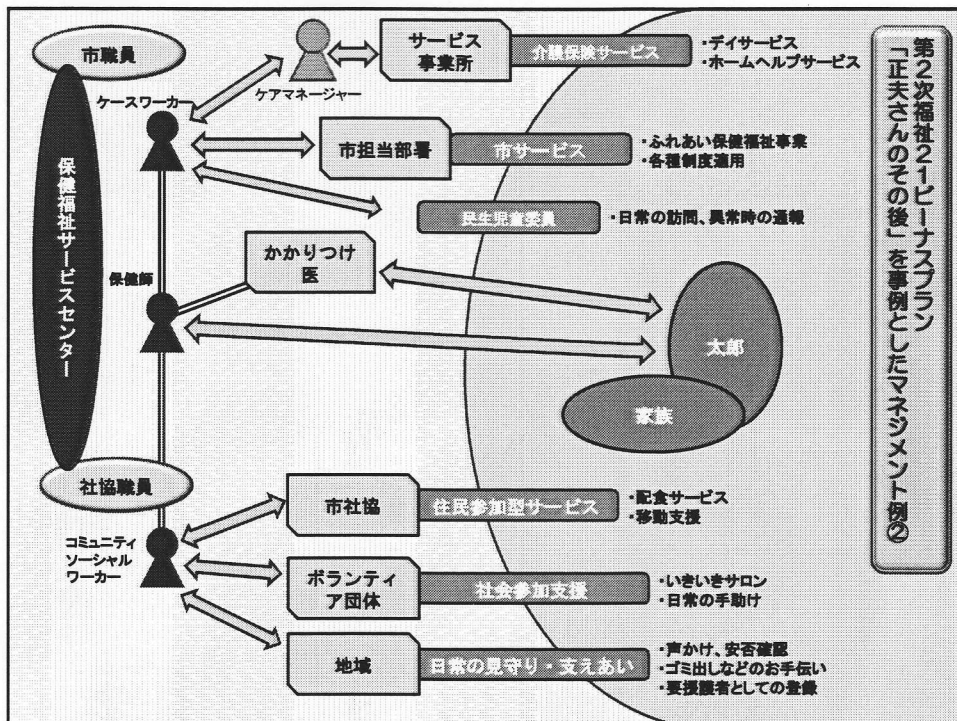 第2次福祉21ビーナスプラン
「正夫さんのその後」を事例としたマネジメント例②
市職員
保健福祉サービスセンター
社協職員
ケースワーカー
保健師
コミュニティ
ソーシャル
ワーカー
ケアマネージャー
サービス
事業所
介護保険サービス
・デイサービス
・ホームヘルプサービス
市担当部署
市サービス
・ふれあい保健福祉事業
・各種制度適用
民生児童委員
・日常の訪問、異常時の通報
かかりつけ
医
太郎
家族
市社協
住民参加型サービス
・配食サービス
・移動支援
ボランティ
ア団体
社会参加支援
・いきいきサロン
・日常の手助け
地域
日常の見守り・支えあい
・声かけ、安否確認
・ゴミ出しなどのお手伝い
・要援護者としての登録